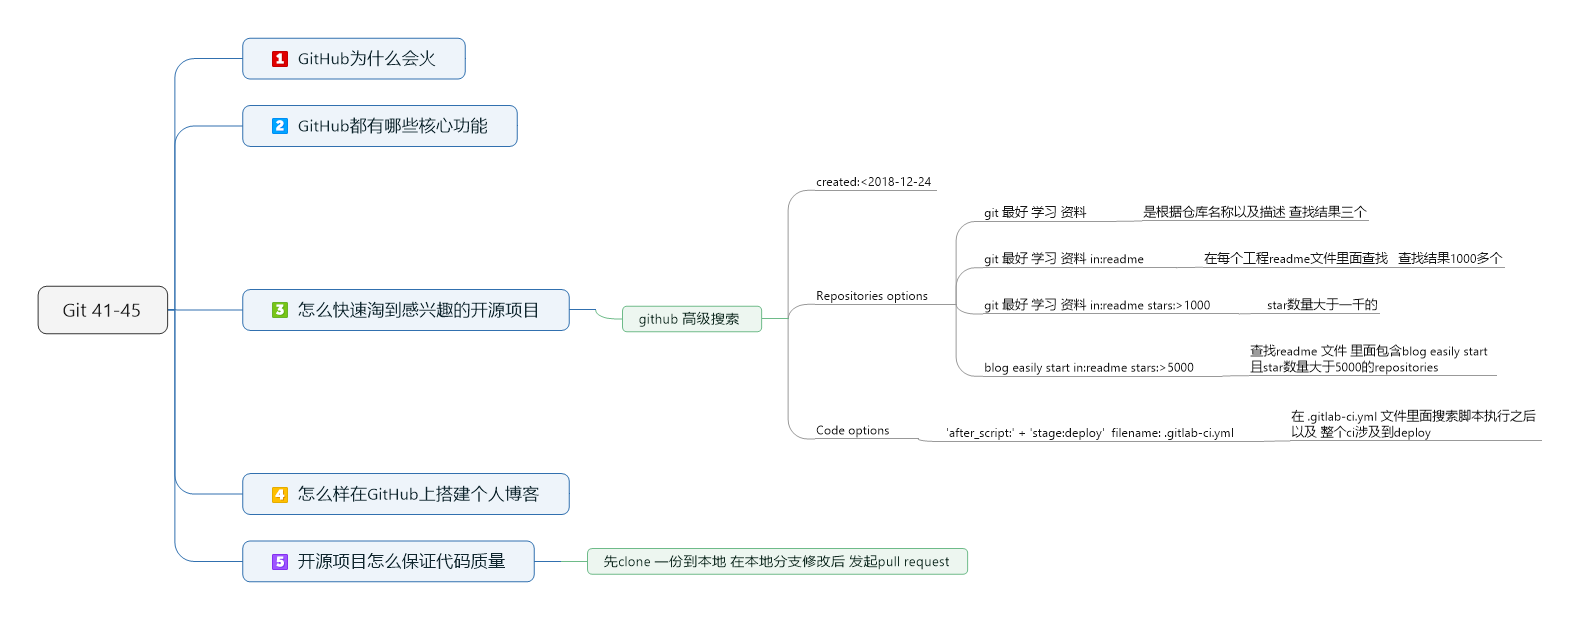 Git 41-45
1 GitHub为什么会火
2 GitHub都有哪些核心功能
3 怎么快速淘到感兴趣的开源项目
github 高级搜索
created:<2018-12-24
Repositories options
git 最好 学习 资料
是根据仓库名称以及描述 查找结果三个
git 最好 学习 资料 in:readme
在每个工程readme文件里面查找 查找结果1000多个
git 最好 学习 资料 in:readme stars:>1000
star数量大于一千的
blog easily start in:readme stars:>5000
查找readme 文件 里面包含blog easily start
且star数量大于5000的repositories
Code options
'after_script:' + 'stage:deploy' filename: .gitlab-ci.yml
在 .gitlab-ci.yml 文件里面搜索脚本执行之后
以及 整个ci涉及到deploy
4 怎么样在GitHub上搭建个人博客
5 开源项目怎么保证代码质量
先clone 一份到本地 在本地分支修改后 发起pull request